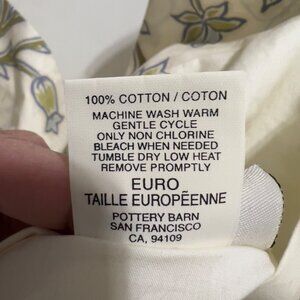 100% COTTON / COTON
MACHINE WASH WARM
GENTLE CYCLE
ONLY NON CHLORINE
BLEACH WHEN NEEDED
TUMBLE DRY LOW HEAT
REMOVE PROMPTLY
EURO
TAILLE EUROPÉENNE
POTTERY BARN
SAN FRANCISCO
CA, 94109